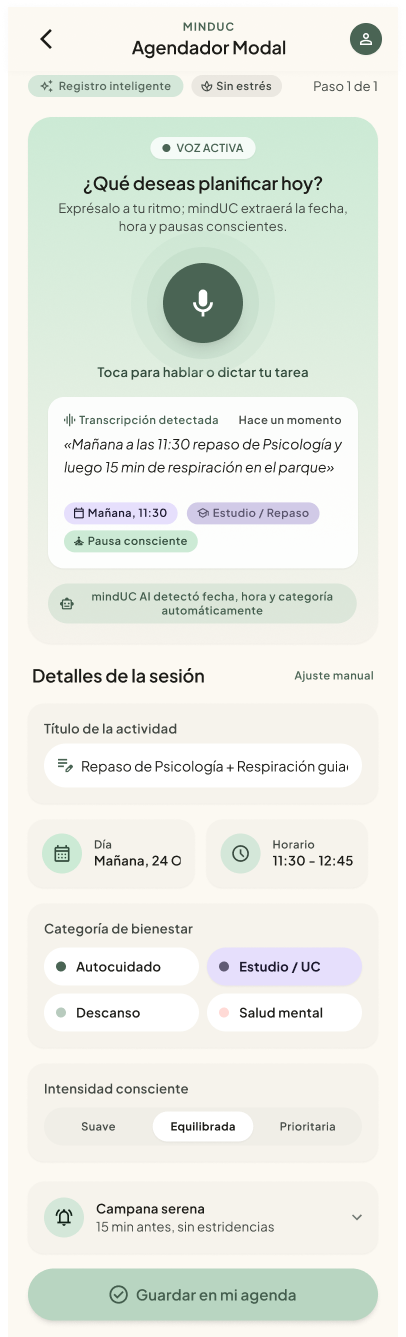 MINDUC
Agendador Modal
Registro inteligente
Sin estrés
Paso 1 de 1
VOZ ACTIVA
¿Qué deseas planificar hoy?
Exprésalo a tu ritmo; mindUC extraerá la fecha,
hora y pausas conscientes.
Toca para hablar o dictar tu tarea
Transcripción detectada
Hace un momento
«Mañana a las 11:30 repaso de Psicología y
luego 15 min de respiración en el parque»
Mañana, 11:30
Estudio / Repaso
Pausa consciente
mindUC AI detectó fecha, hora y categoría
automáticamente
Detalles de la sesión
Ajuste manual
Título de la actividad
Repaso de Psicología + Respiración guia
Día
Mañana, 24 O
Horario
11:30 - 12:45
Categoría de bienestar
Autocuidado
Estudio / UC
Descanso
Salud mental
Intensidad consciente
Suave
Equilibrada
Prioritaria
Campana serena
15 min antes, sin estridencias
Guardar en mi agenda